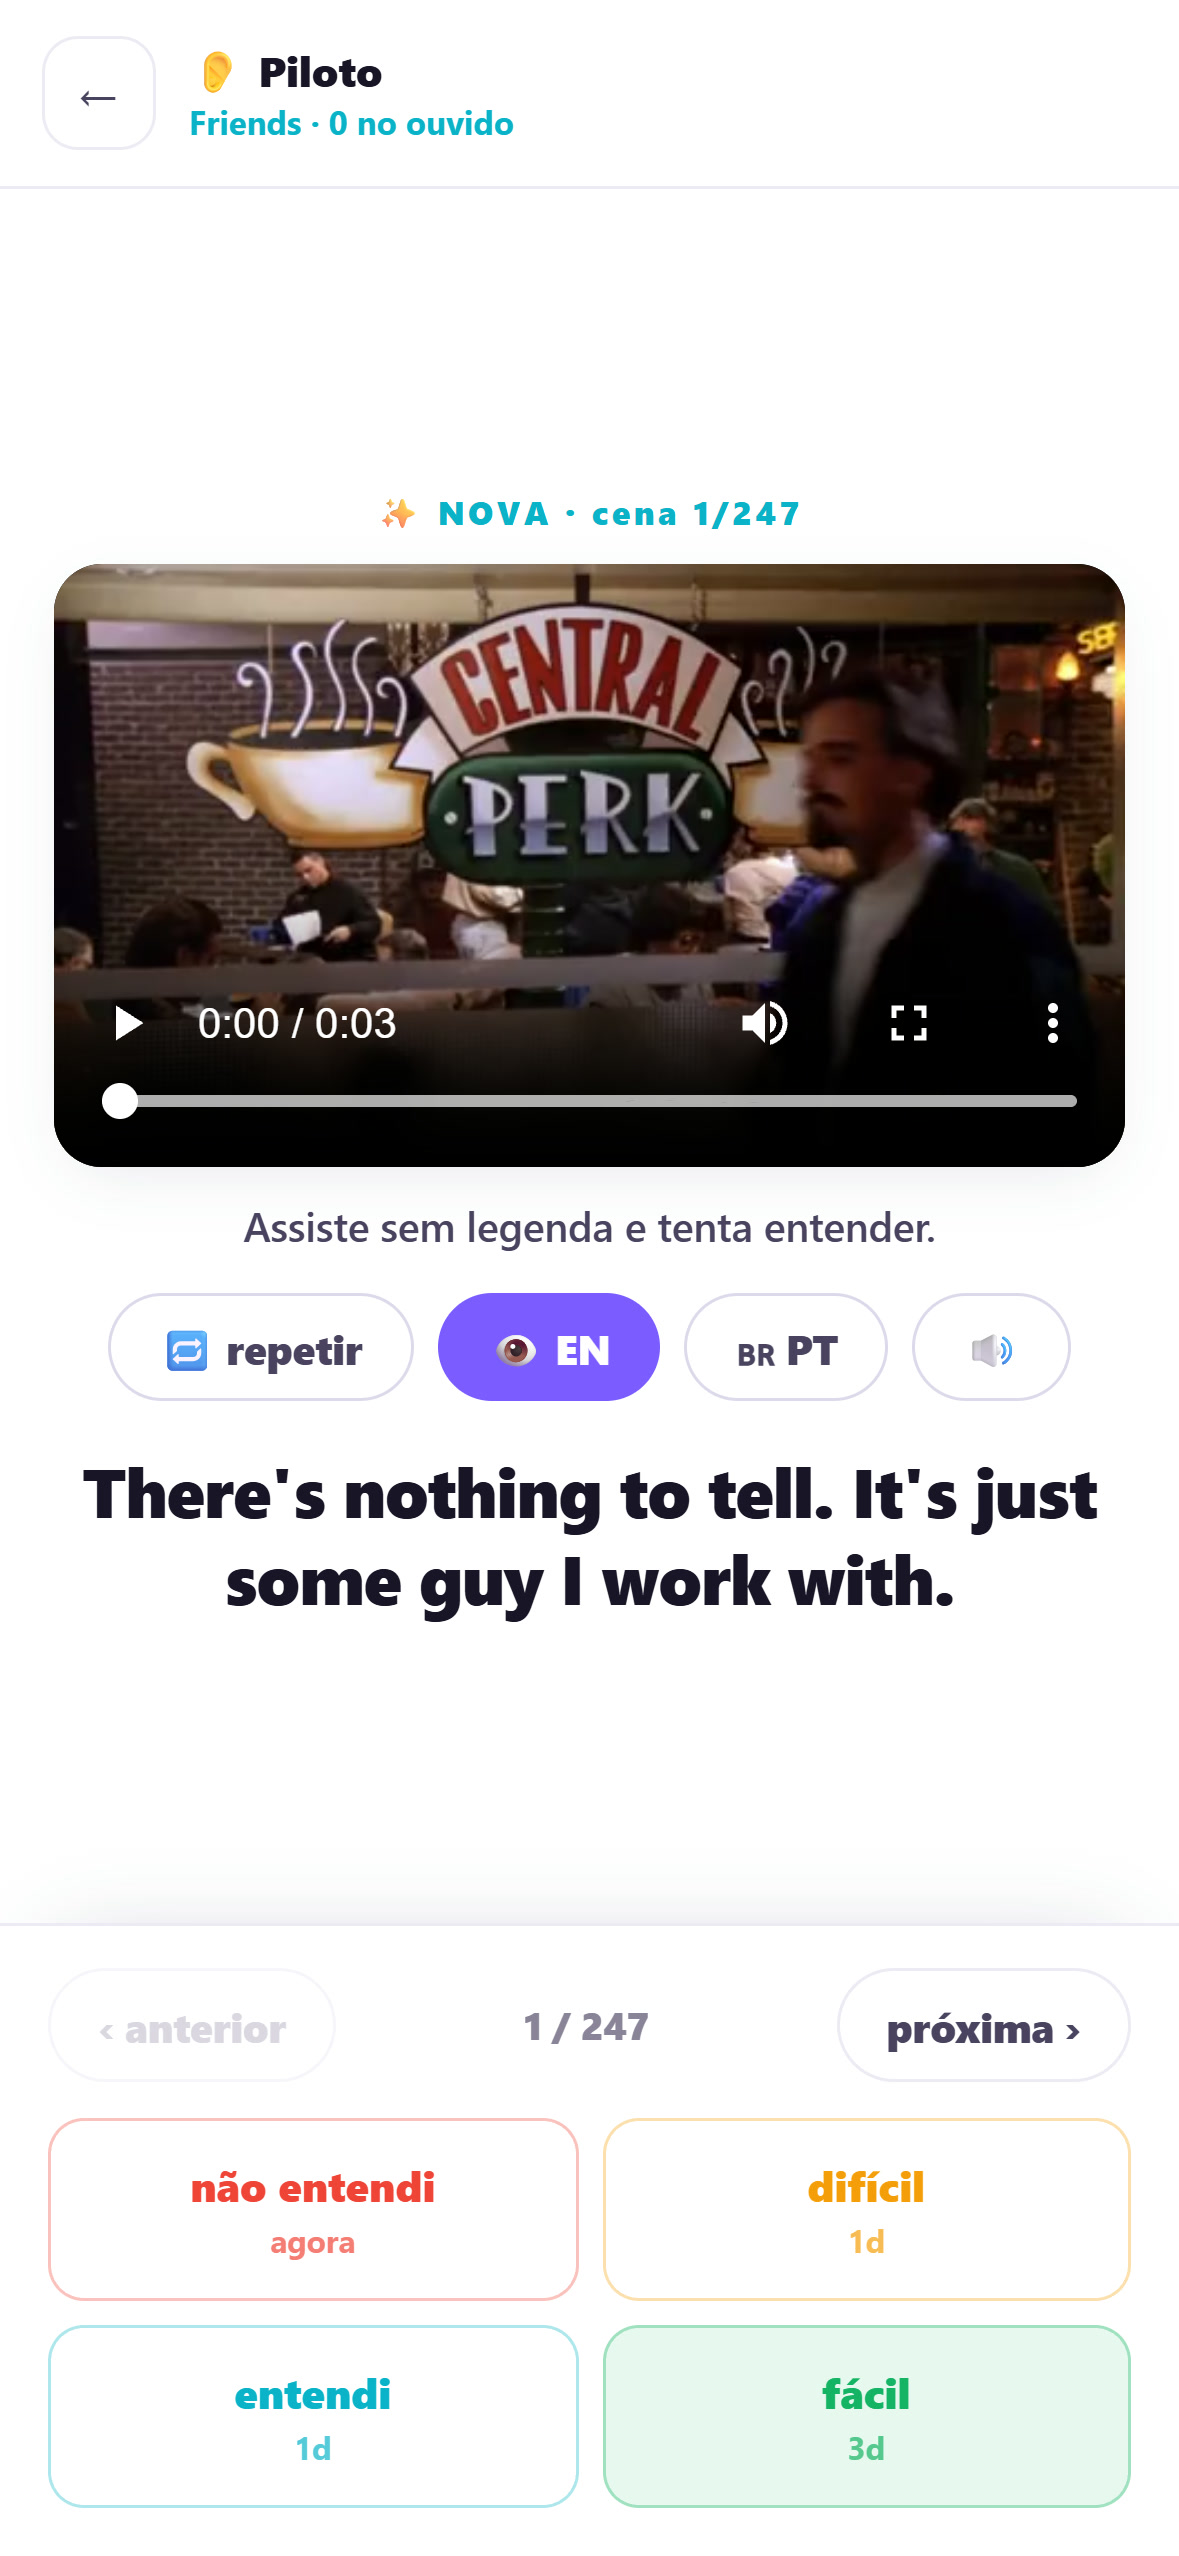 ←
👂 Piloto
Friends · 0 no ouvido
✨ NOVA · cena 1/247
CENTRAL
·PERK·
0:00 / 0:03
Assiste sem legenda e tenta entender.
🔁 repetir 👁️ EN BR PT 🔊
There's nothing to tell. It's just
some guy I work with.
‹ anterior 1 / 247 próxima ›
não entendi difícil
agora 1d
entendi fácil
1d 3d